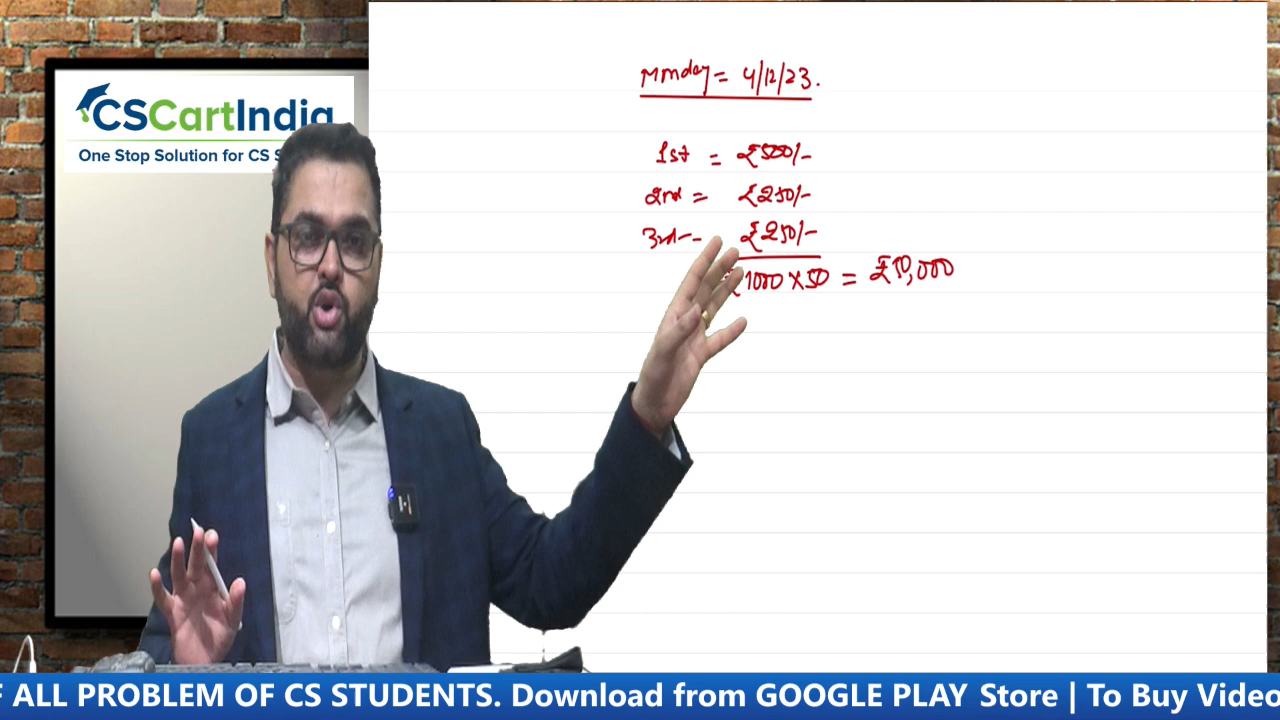 Monday = 4/12/23.
CSCartIndia
One Stop Solution for CS S
1st = ₹500/-
2nd = ₹250/-
3rd - ₹250/-
1000 × 50 = ₹50,000
F ALL PROBLEM OF CS STUDENTS. Download from GOOGLE PLAY Store | To Buy Video